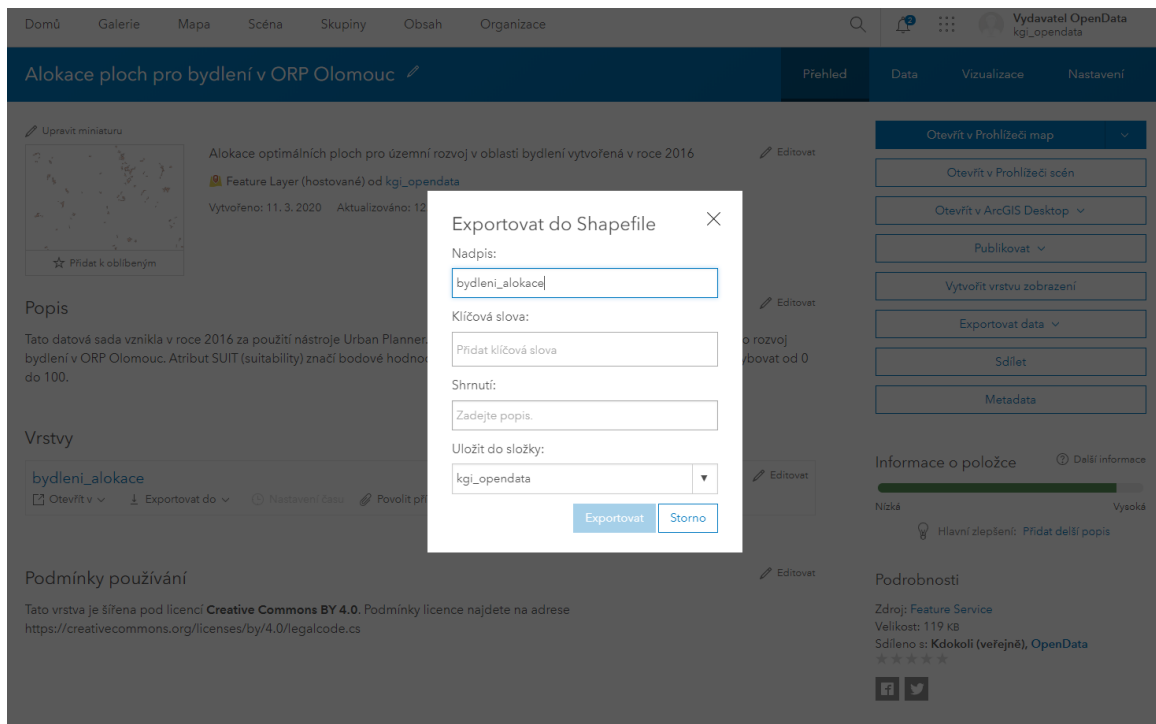 Domů Galerie Mapa Scéna Skupiny Obsah Organizace 2 Vydavatel OpenData
kgi_opendata
Alokace ploch pro bydlení v ORP Olomouc Přehled Data Vizualizace Nastavení
Upravit miniaturu
Přidat k oblíbeným
Alokace optimálních ploch pro územní rozvoj v oblasti bydlení vytvořená v roce 2016 Editovat
Feature Layer (hostované) od kgi_opendata
Vytvořeno: 11. 3. 2020 Aktualizováno: 12
Popis Editovat
Tato datová sada vznikla v roce 2016 za použití nástroje Urban Planner. o rozvoj
bydlení v ORP Olomouc. Atribut SUIT (suitability) značí bodové hodno ybovat od 0
do 100.
Vrstvy
bydleni_alokace Editovat
Otevřít v Exportovat do Nastavení času Povolit pří
Podmínky používání Editovat
Tato vrstva je šířena pod licencí Creative Commons BY 4.0. Podmínky licence najdete na adrese
https://creativecommons.org/licenses/by/4.0/legalcode.cs
Exportovat do Shapefile
Nadpis:
bydleni_alokace
Klíčová slova:
Přidat klíčová slova
Shrnutí:
Zadejte popis.
Uložit do složky:
kgi_opendata
Exportovat Storno
Otevřít v Prohlížeči map
Otevřít v Prohlížeči scén
Otevřít v ArcGIS Desktop
Publikovat
Vytvořit vrstvu zobrazení
Exportovat data
Sdílet
Metadata
Informace o položce Další informace
Nízká Vysoká
Hlavní zlepšení: Přidat delší popis
Podrobnosti
Zdroj: Feature Service
Velikost: 119 KB
Sdíleno s: Kdokoli (veřejně), OpenData